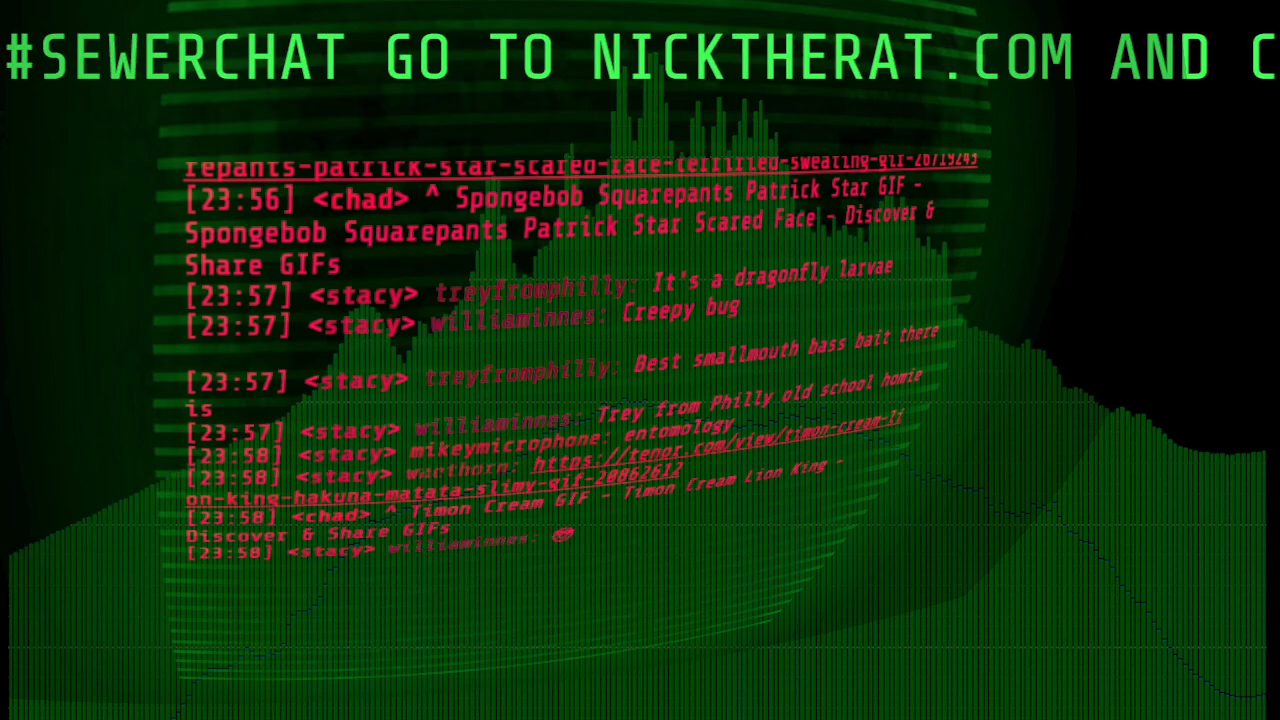 #SEWERCHAT GO TO NICKTHERAT.COM AND C
repants-patrick-star-scared-face-terrified-sweating-gif-20719243
[23:56] <chad> ^ Spongebob Squarepants Patrick Star GIF -
Spongebob Squarepants Patrick Star Scared Face - Discover &
Share GIFs
[23:57] <stacy> treyfromphilly: It's a dragonfly larvae
[23:57] <stacy> williaminnes: Creepy bug
[23:57] <stacy> treyfromphilly: Best smallmouth bass bait there
is
[23:57] <stacy> williaminnes: Trey from Philly old school homie
[23:58] <stacy> mikeymicrophone: entomology
[23:58] <stacy> warthorn: https://tenor.com/view/timon-cream-li
on-king-hakuna-matata-slimy-gif-20862612
[23:58] <chad> ^ Timon Cream GIF - Timon Cream Lion King -
Discover & Share GIFs
[23:58] <stacy> williaminnes: